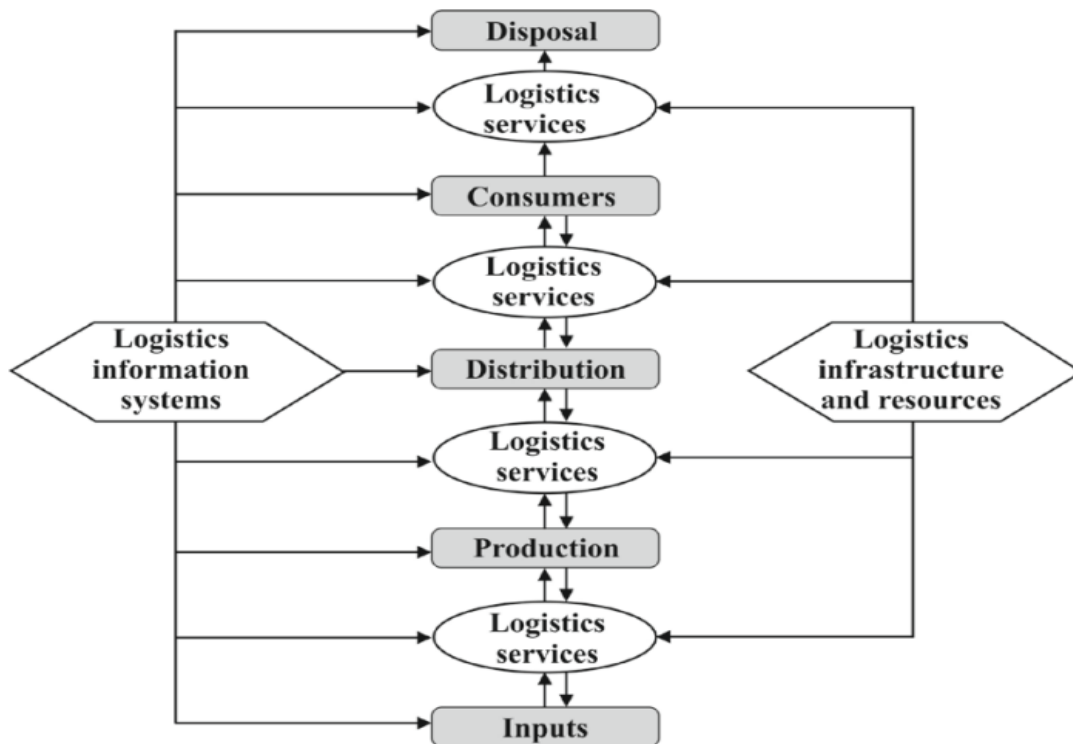 Disposal
Logistics
services
Consumers
Logistics
services
Logistics
information
systems
Distribution
Logistics
infrastructure
and resources
Logistics
services
Production
Logistics
services
Inputs